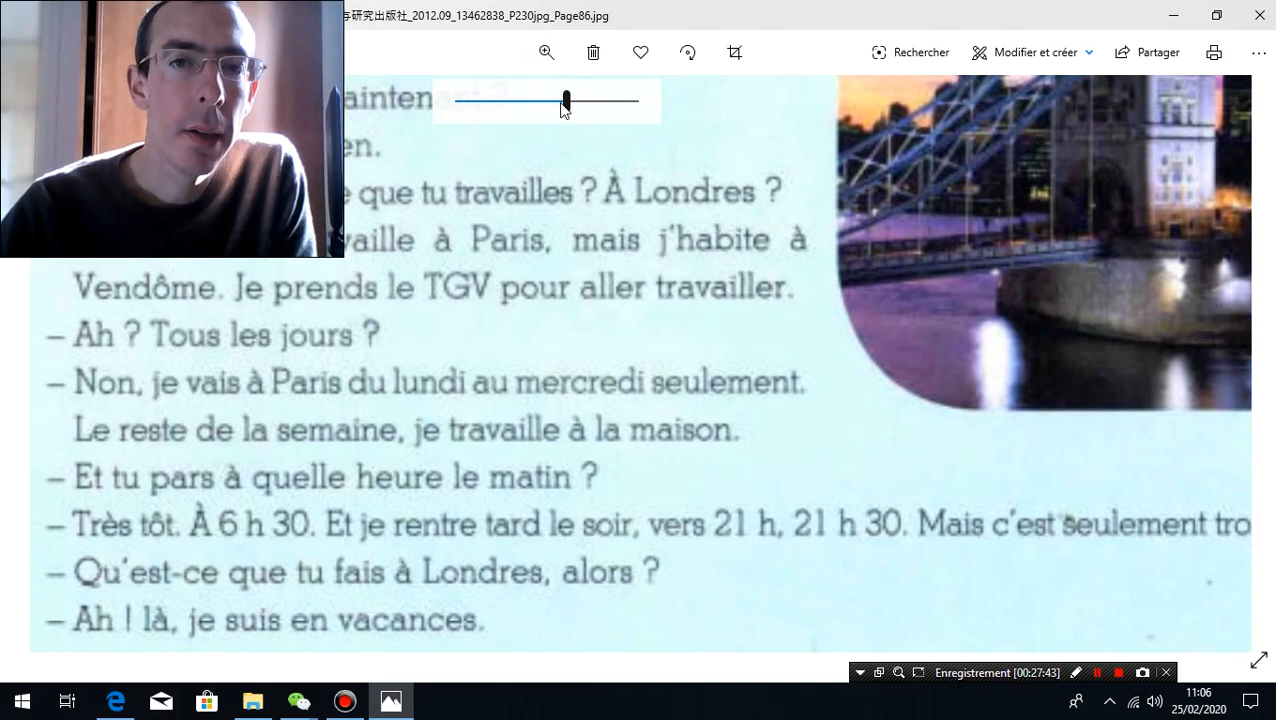 与研究出版社_2012.09_13462838_P230jpg_Page86.jpg
Rechercher Modifier et créer Partager
en.
que tu travailles ? À Londres ?
vaille à Paris, mais j'habite à
Vendôme. Je prends le TGV pour aller travailler.
– Ah ? Tous les jours ?
– Non, je vais à Paris du lundi au mercredi seulement.
Le reste de la semaine, je travaille à la maison.
– Et tu pars à quelle heure le matin ?
– Très tôt. À 6 h 30. Et je rentre tard le soir, vers 21 h, 21 h 30. Mais c'est seulement tro
– Qu'est-ce que tu fais à Londres, alors ?
– Ah ! là, je suis en vacances.
Enregistrement [00:27:43]
11:06
25/02/2020